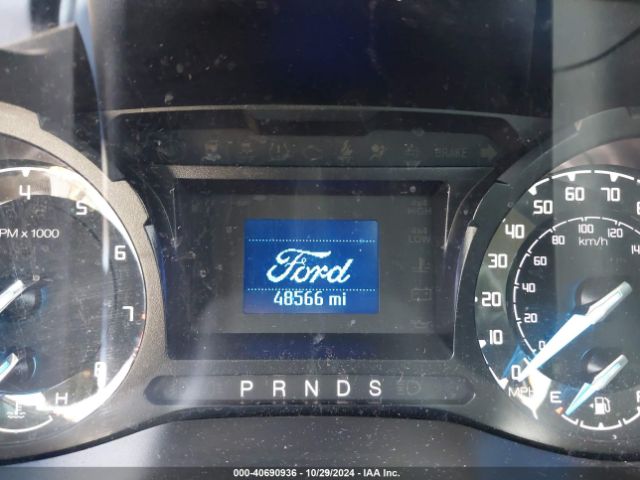 BRAKE
4 5 6 7 8
RPM x 1000
H
4x4 HIGH
4x4 LOW
Ford
48566 mi
P R N D S
0 10 20 30 40 50 60 70
80 100 120
km/h
MPH
E
000-40690936 - 10/29/2024 - IAA Inc.